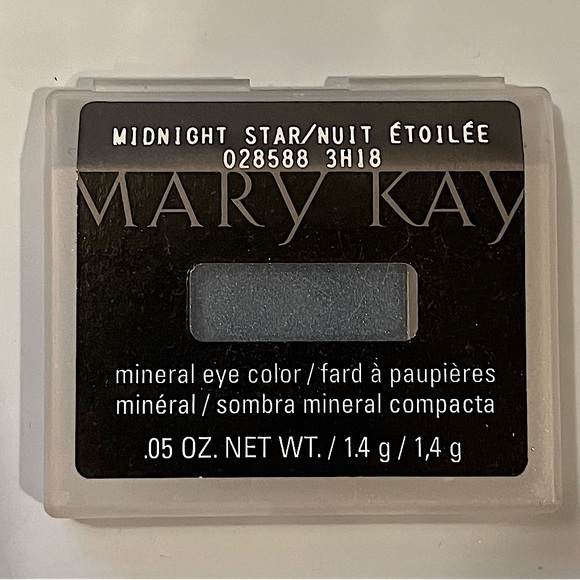 MIDNIGHT STAR/NUIT ÉTOILÉE
028588 3H18
MARY KAY
mineral eye color / fard à paupières
minéral / sombra mineral compacta
.05 OZ. NET WT. / 1.4 g / 1,4 g